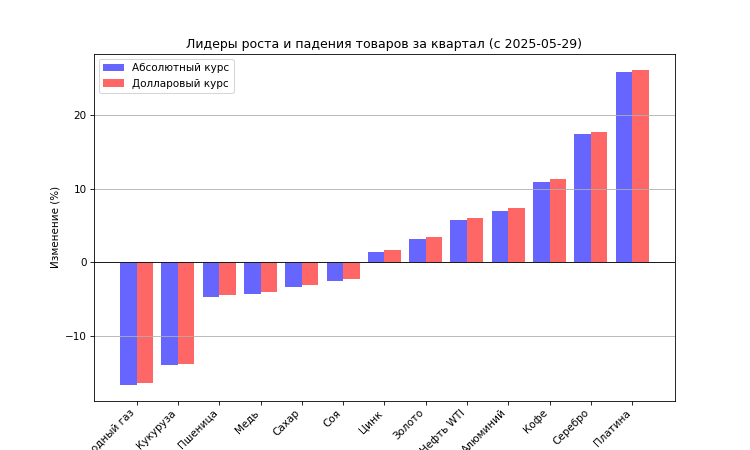 Лидеры роста и падения товаров за квартал (с 2025-05-29)
Абсолютный курс
Долларовый курс
Изменение (%)
20
10
0
−10
одный газ
Кукуруза
Пшеница
Медь
Сахар
Соя
Цинк
Золото
Нефть WTI
Алюминий
Кофе
Серебро
Платина